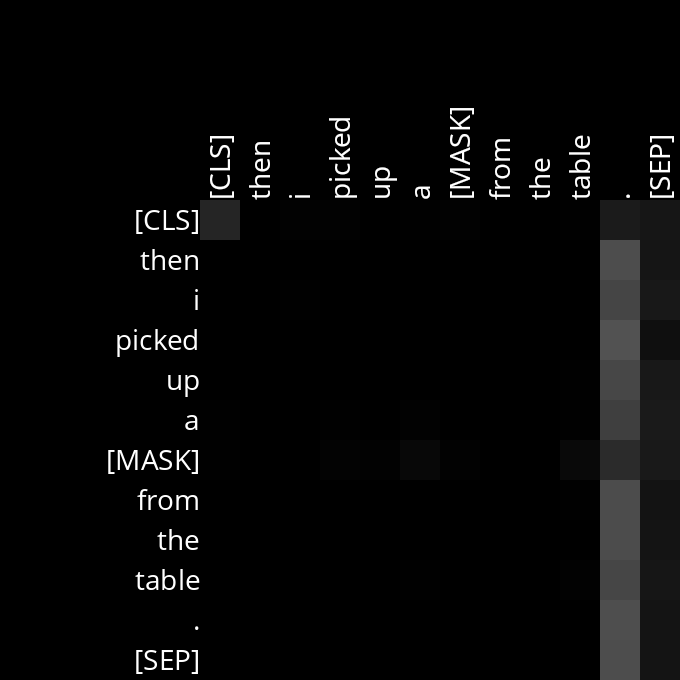 [CLS] then i picked up a [MASK] from the table . [SEP]
[CLS]
then
i
picked
up
a
[MASK]
from
the
table
.
[SEP]